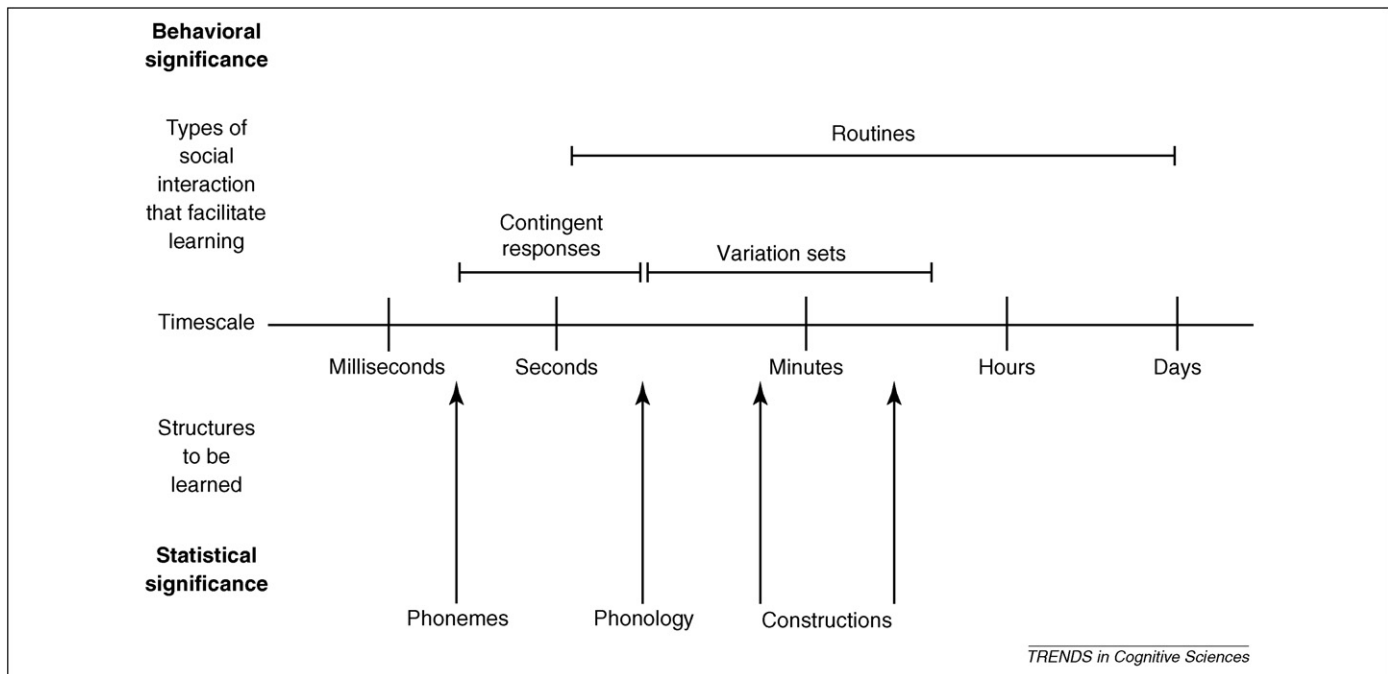 Behavioral
significance
Types of
social
interaction
that facilitate
learning
Routines
Contingent
responses
Variation sets
Timescale
Milliseconds Seconds Minutes Hours Days
Structures
to be
learned
Statistical
significance
Phonemes Phonology Constructions
TRENDS in Cognitive Sciences